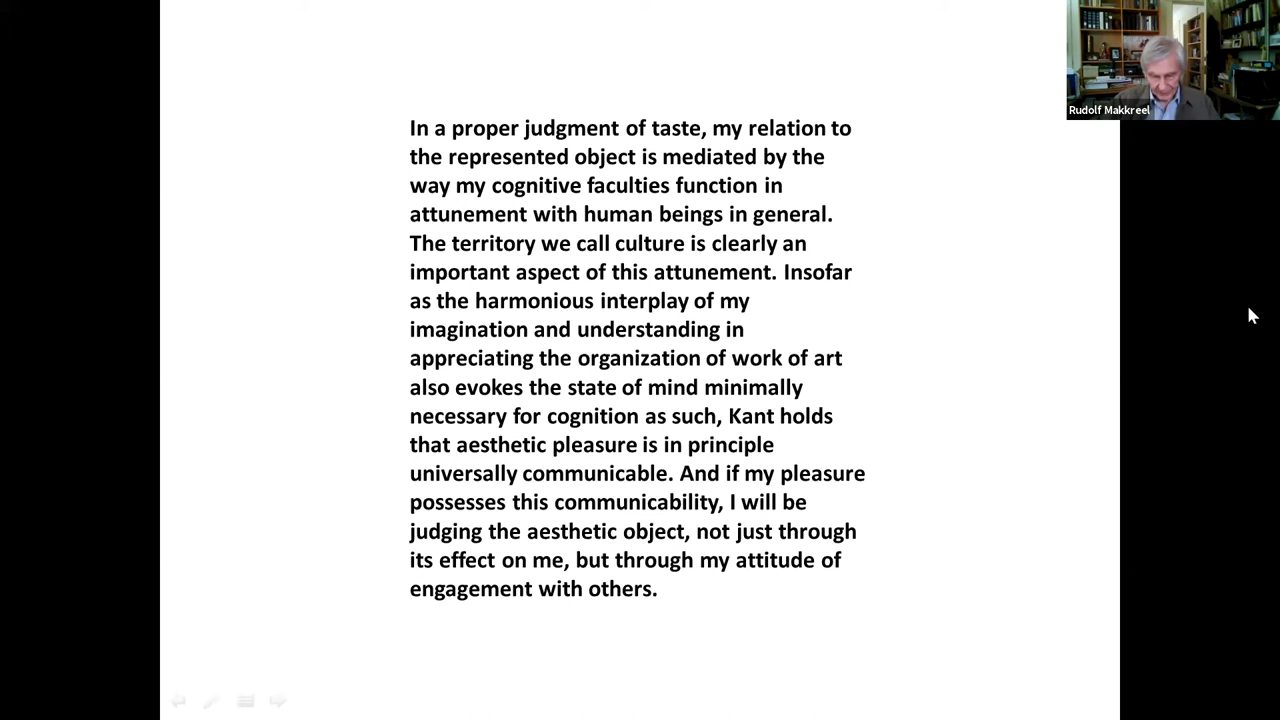 In a proper judgment of taste, my relation to
the represented object is mediated by the
way my cognitive faculties function in
attunement with human beings in general.
The territory we call culture is clearly an
important aspect of this attunement. Insofar
as the harmonious interplay of my
imagination and understanding in
appreciating the organization of work of art
also evokes the state of mind minimally
necessary for cognition as such, Kant holds
that aesthetic pleasure is in principle
universally communicable. And if my pleasure
possesses this communicability, I will be
judging the aesthetic object, not just through
its effect on me, but through my attitude of
engagement with others.
Rudolf Makkreel